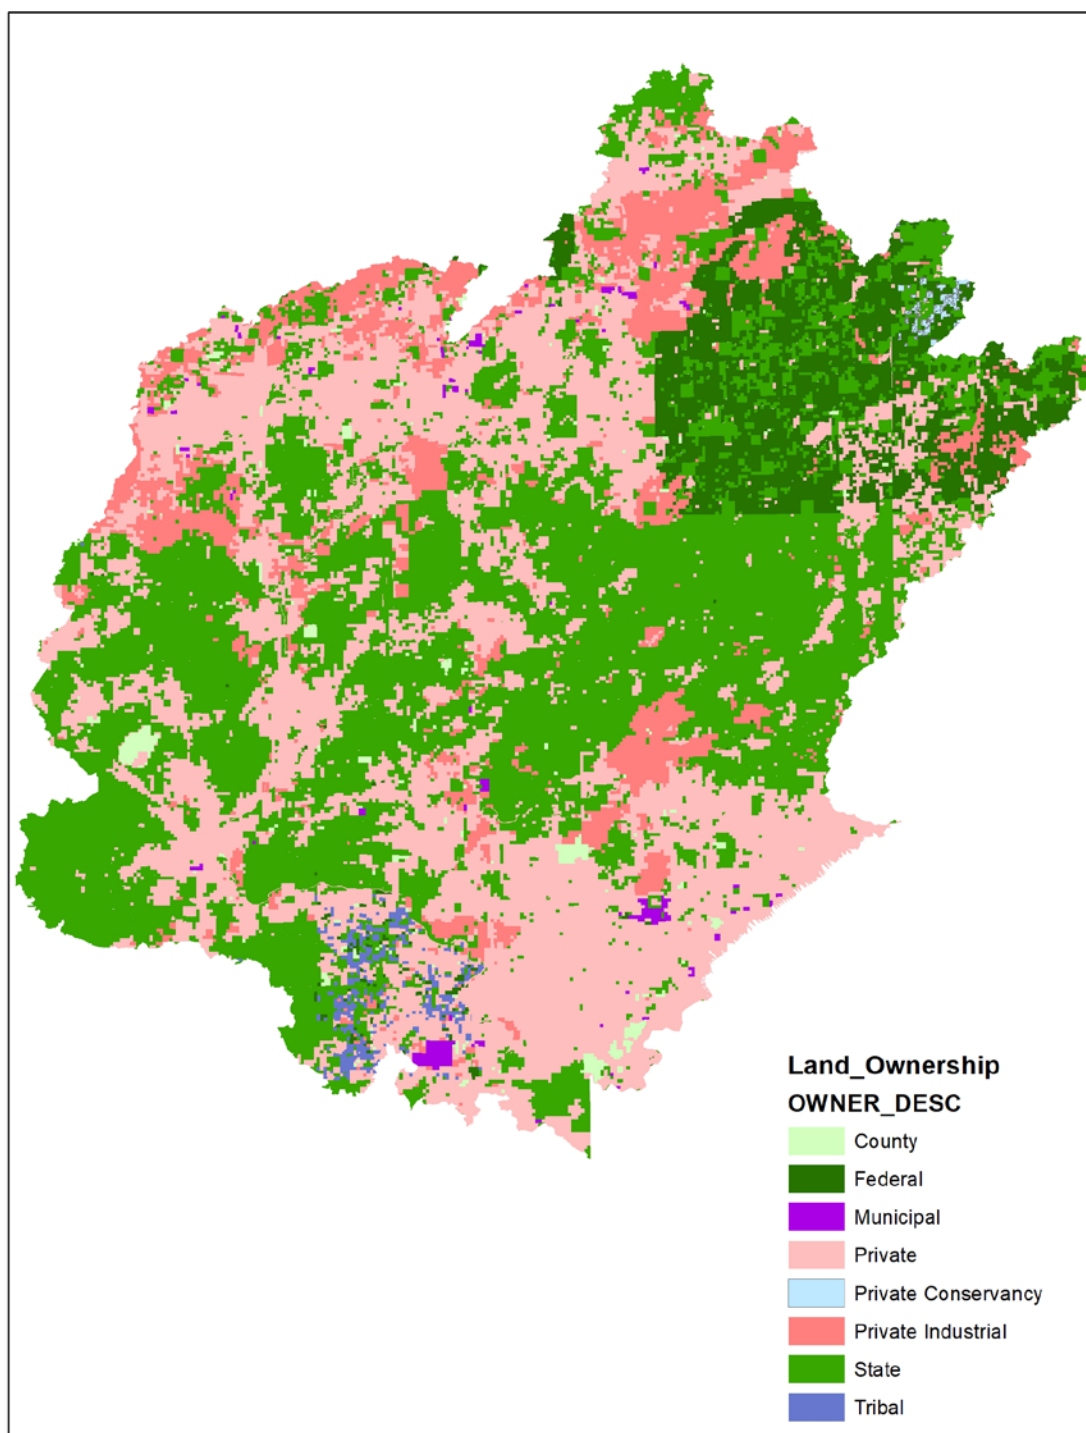 Land_Ownership
OWNER_DESC
County
Federal
Municipal
Private
Private Conservancy
Private Industrial
State
Tribal